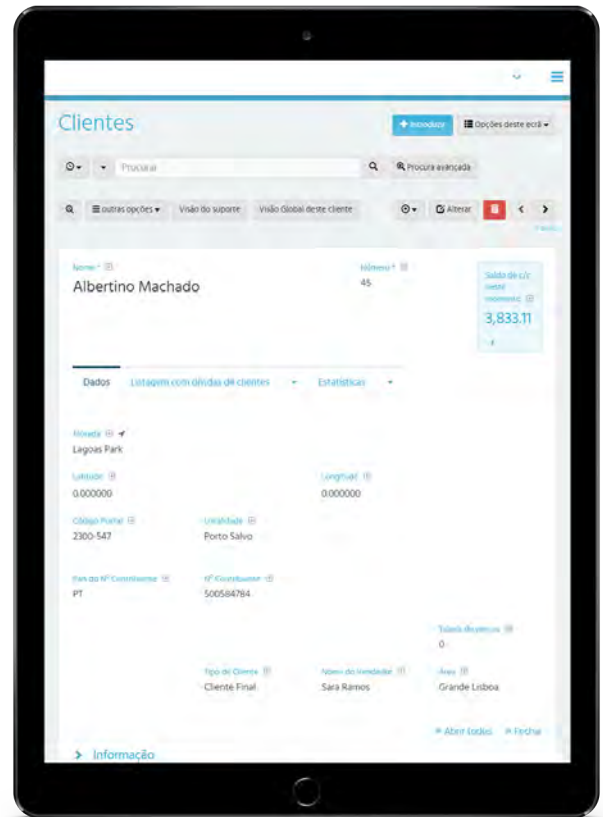 Clientes
Introduzir
Opções deste ecrã
Procurar
Procura avançada
outras opções
Visão do suporte
Visão Global deste cliente
Alterar
Nome *
Número *
Albertino Machado
45
Saldo de c/c
neste
momento
3,833.11
Dados
Listagem com dívidas de clientes
Estatísticas
Morada
Lagoas Park
Latitude
Longitude
0.000000
0.000000
Código Postal
Localidade
2300-547
Porto Salvo
País do Nº Contribuinte
Nº Contribuinte
PT
500584784
Tabela de preços
0
Tipo de Cliente
Nome do Vendedor
Área
Cliente Final
Sara Ramos
Grande Lisboa
Abrir todos
Fechar
Informação